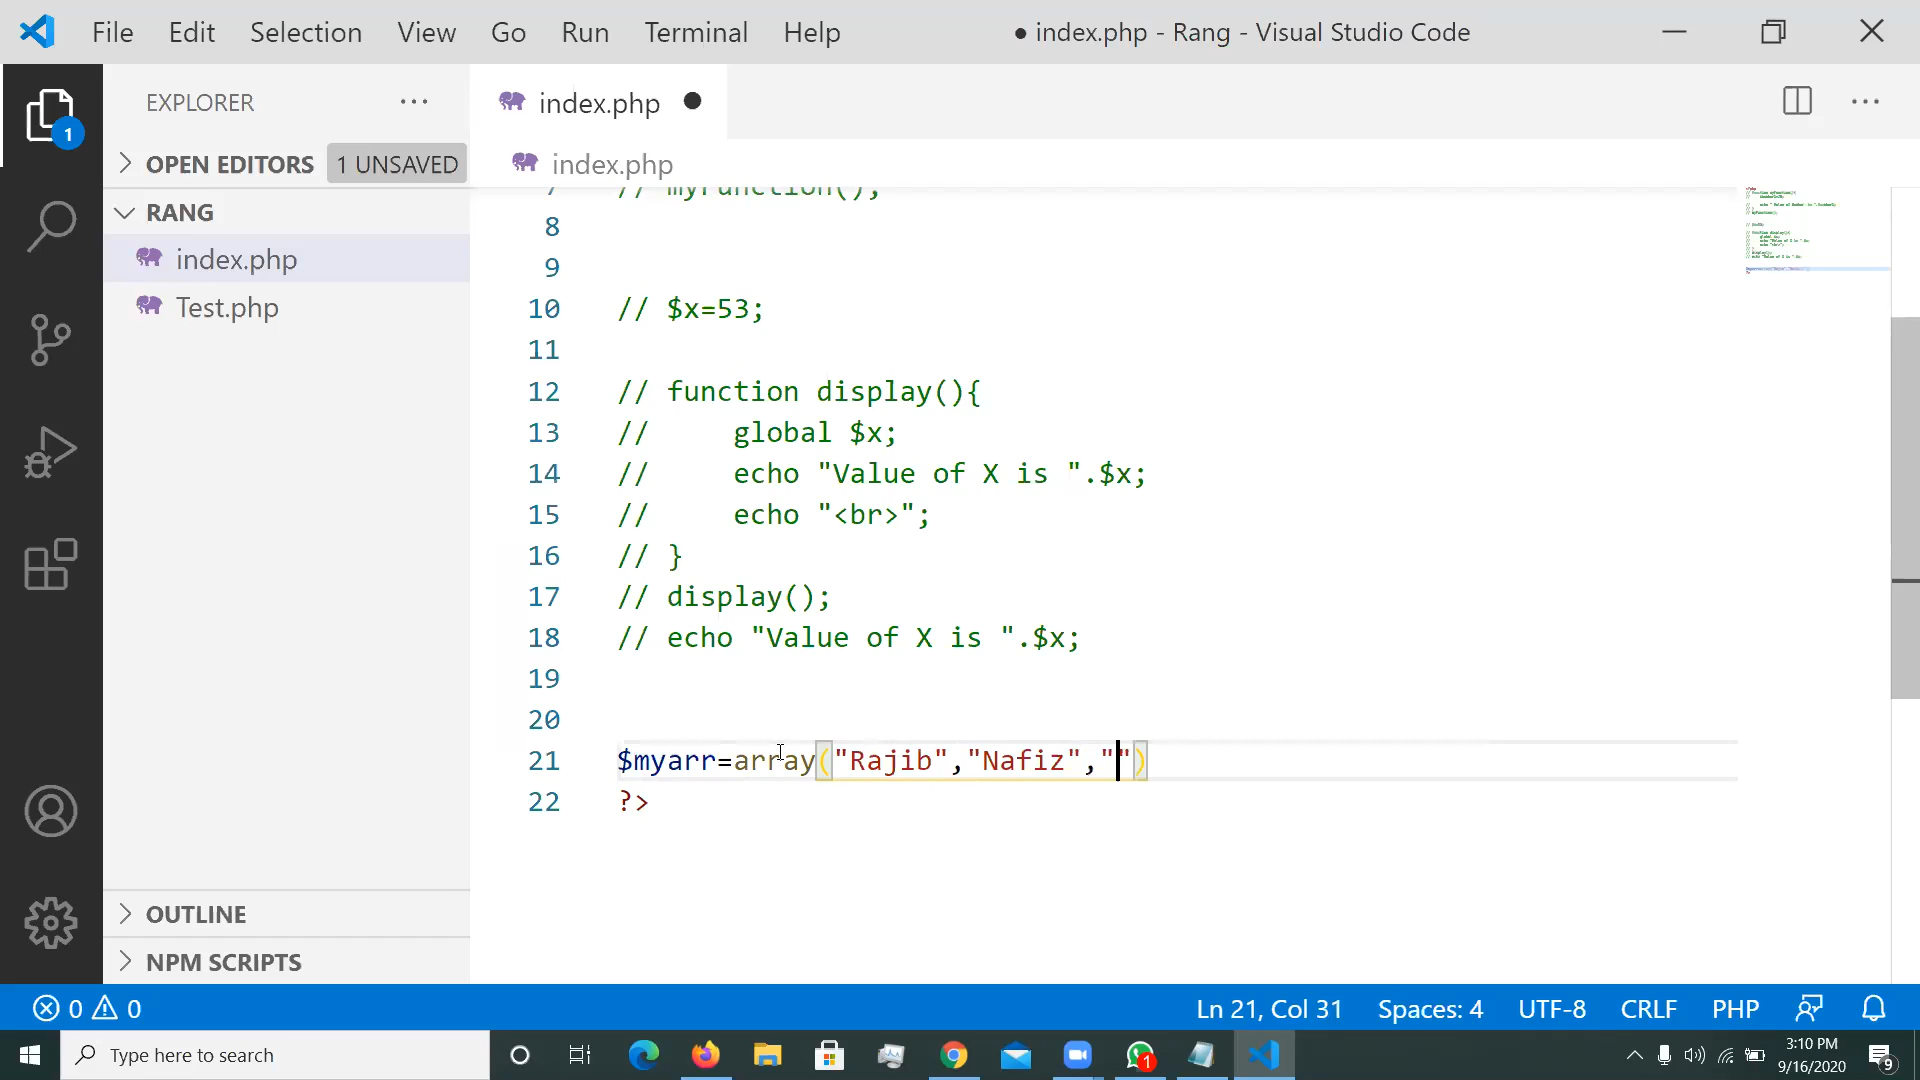 File Edit Selection View Go Run Terminal Help
● index.php - Rang - Visual Studio Code
EXPLORER ···
OPEN EDITORS 1 UNSAVED
RANG
index.php
Test.php
OUTLINE
NPM SCRIPTS
1
index.php ●
index.php
7 // myFunction();
8
9
10 // $x=53;
11
12 // function display(){
13 //     global $x;
14 //     echo "Value of X is ".$x;
15 //     echo "<br>";
16 // }
17 // display();
18 // echo "Value of X is ".$x;
19
20
21 $myarr=array("Rajib","Nafiz","")
22 ?>
0 0
Ln 21, Col 31 Spaces: 4 UTF-8 CRLF PHP
Type here to search
1
3:10 PM
9/16/2020
9